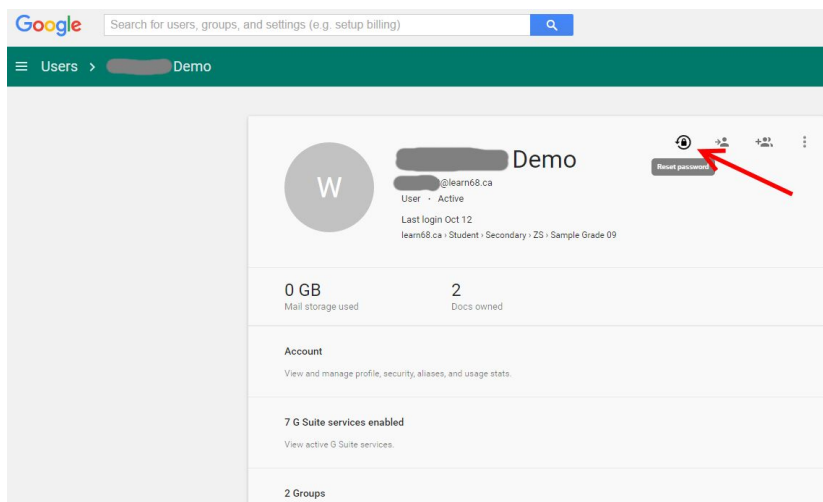 Google
Search for users, groups, and settings (e.g. setup billing)
Users > Demo
W
Demo
Reset password
@learn68.ca
User · Active
Last login Oct 12
learn68.ca › Student › Secondary › ZS › Sample Grade 09
0 GB
2
Mail storage used
Docs owned
Account
View and manage profile, security, aliases, and usage stats.
7 G Suite services enabled
View active G Suite services.
2 Groups